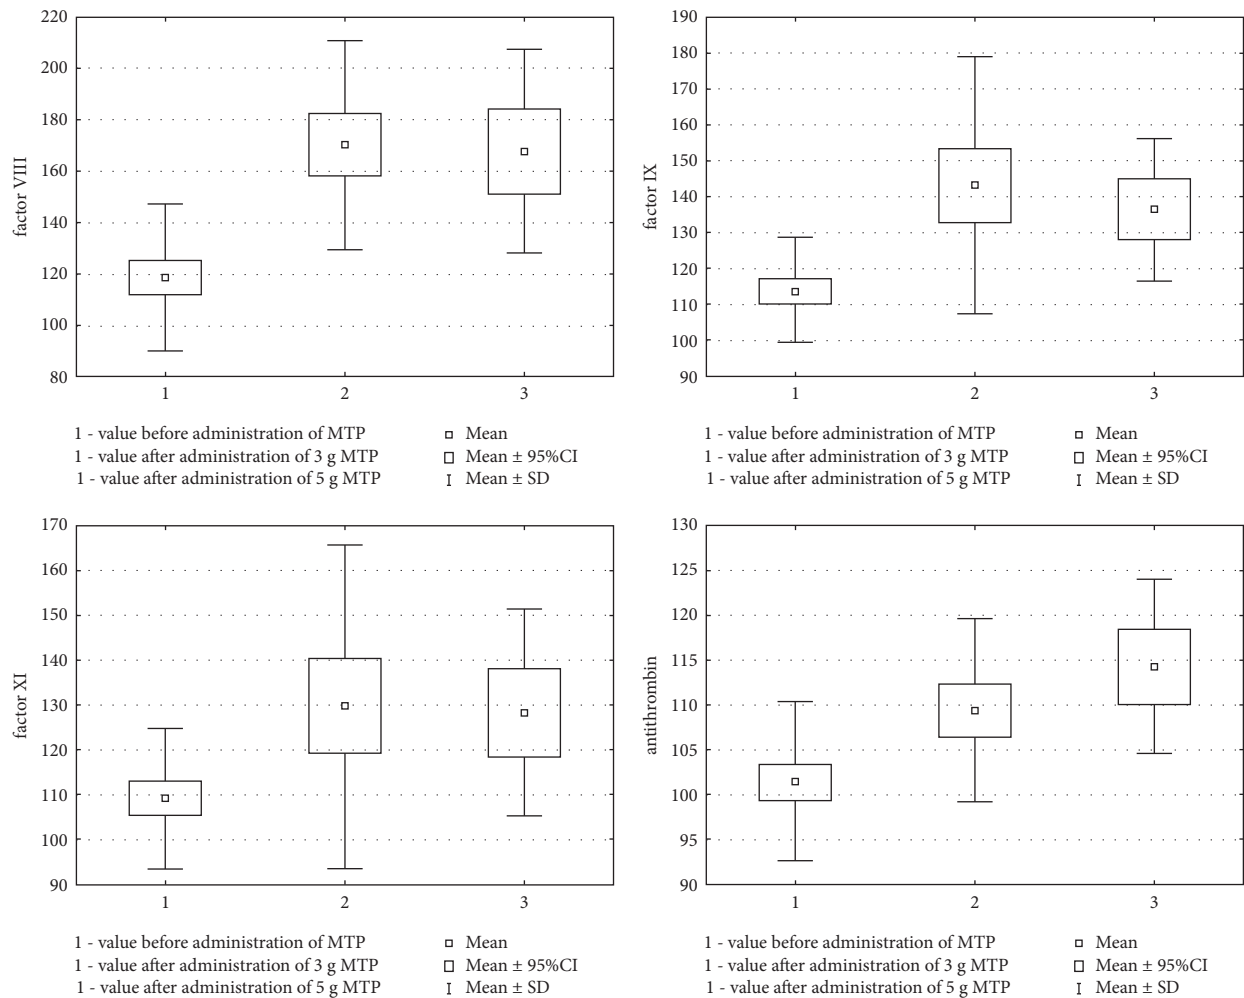 220
200
180
160
140
120
100
80
factor VIII
1 2 3
1 - value before administration of MTP
1 - value after administration of 3 g MTP
1 - value after administration of 5 g MTP
Mean
Mean ± 95%CI
Mean ± SD
190
180
170
160
150
140
130
120
110
100
90
factor IX
1 2 3
1 - value before administration of MTP
1 - value after administration of 3 g MTP
1 - value after administration of 5 g MTP
Mean
Mean ± 95%CI
Mean ± SD
170
160
150
140
130
120
110
100
90
factor XI
1 2 3
1 - value before administration of MTP
1 - value after administration of 3 g MTP
1 - value after administration of 5 g MTP
Mean
Mean ± 95%CI
Mean ± SD
130
125
120
115
110
105
100
95
90
antithrombin
1 2 3
1 - value before administration of MTP
1 - value after administration of 3 g MTP
1 - value after administration of 5 g MTP
Mean
Mean ± 95%CI
Mean ± SD